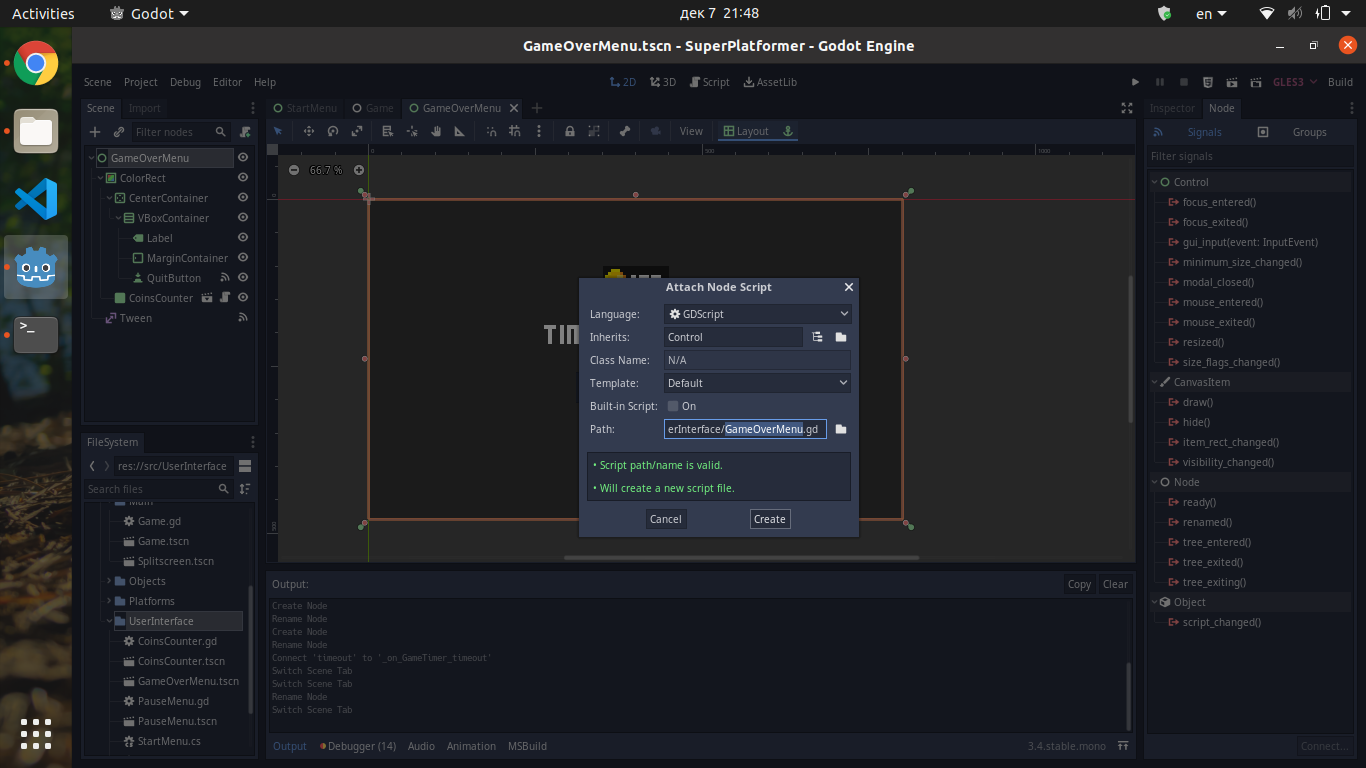 Activities Godot дек 7 21:48 en
GameOverMenu.tscn - SuperPlatformer - Godot Engine
Scene Project Debug Editor Help 2D 3D Script AssetLib GLES3 Build
Scene Import StartMenu Game GameOverMenu Inspector Node
Filter nodes View Layout Signals Groups
Filter signals
66.7 %
0 500 1000
0
500
GameOverMenu
ColorRect
CenterContainer
VBoxContainer
Label
MarginContainer
QuitButton
CoinsCounter
Tween
FileSystem
res://src/UserInterface
Search files
Main
Game.gd
Game.tscn
Splitscreen.tscn
Objects
Platforms
UserInterface
CoinsCounter.gd
CoinsCounter.tscn
GameOverMenu.tscn
PauseMenu.gd
PauseMenu.tscn
StartMenu.cs
Attach Node Script
Language: GDScript
Inherits: Control
Class Name: N/A
Template: Default
Built-in Script: On
Path: erInterface/GameOverMenu.gd
• Script path/name is valid.
• Will create a new script file.
Cancel Create
Output: Copy Clear
Create Node
Rename Node
Create Node
Rename Node
Connect 'timeout' to '_on_GameTimer_timeout'
Switch Scene Tab
Switch Scene Tab
Rename Node
Switch Scene Tab
Output Debugger (14) Audio Animation MSBuild 3.4.stable.mono
Control
focus_entered()
focus_exited()
gui_input(event: InputEvent)
minimum_size_changed()
modal_closed()
mouse_entered()
mouse_exited()
resized()
size_flags_changed()
CanvasItem
draw()
hide()
item_rect_changed()
visibility_changed()
Node
ready()
renamed()
tree_entered()
tree_exited()
tree_exiting()
Object
script_changed()
Connect...